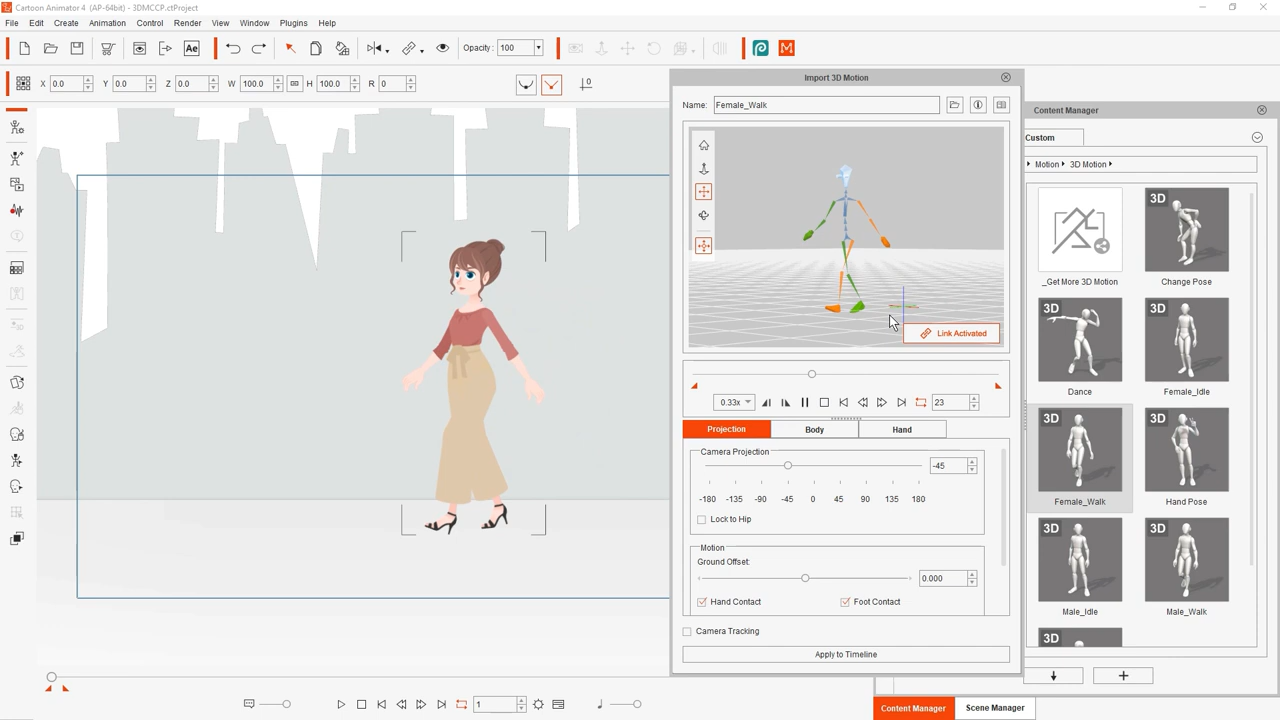 Cartoon Animator 4 (AP-64bit) - 3DMCCP.ctProject
File Edit Create Animation Control Render View Window Plugins Help
Ae Opacity : 100
X 0.0 Y 0.0 Z 0.0 W 100.0 H 100.0 R 0
Import 3D Motion
Name: Female_Walk
Link Activated
0.33x 23
Projection Body Hand
Camera Projection
-45
-180 -135 -90 -45 0 45 90 135 180
Lock to Hip
Motion
Ground Offset:
0.000
Hand Contact Foot Contact
Camera Tracking
Apply to Timeline
Content Manager
Custom
Motion 3D Motion
3D
_Get More 3D Motion Change Pose
3D 3D
Dance Female_Idle
3D 3D
Female_Walk Hand Pose
3D 3D
Male_Idle Male_Walk
3D
1
Content Manager Scene Manager